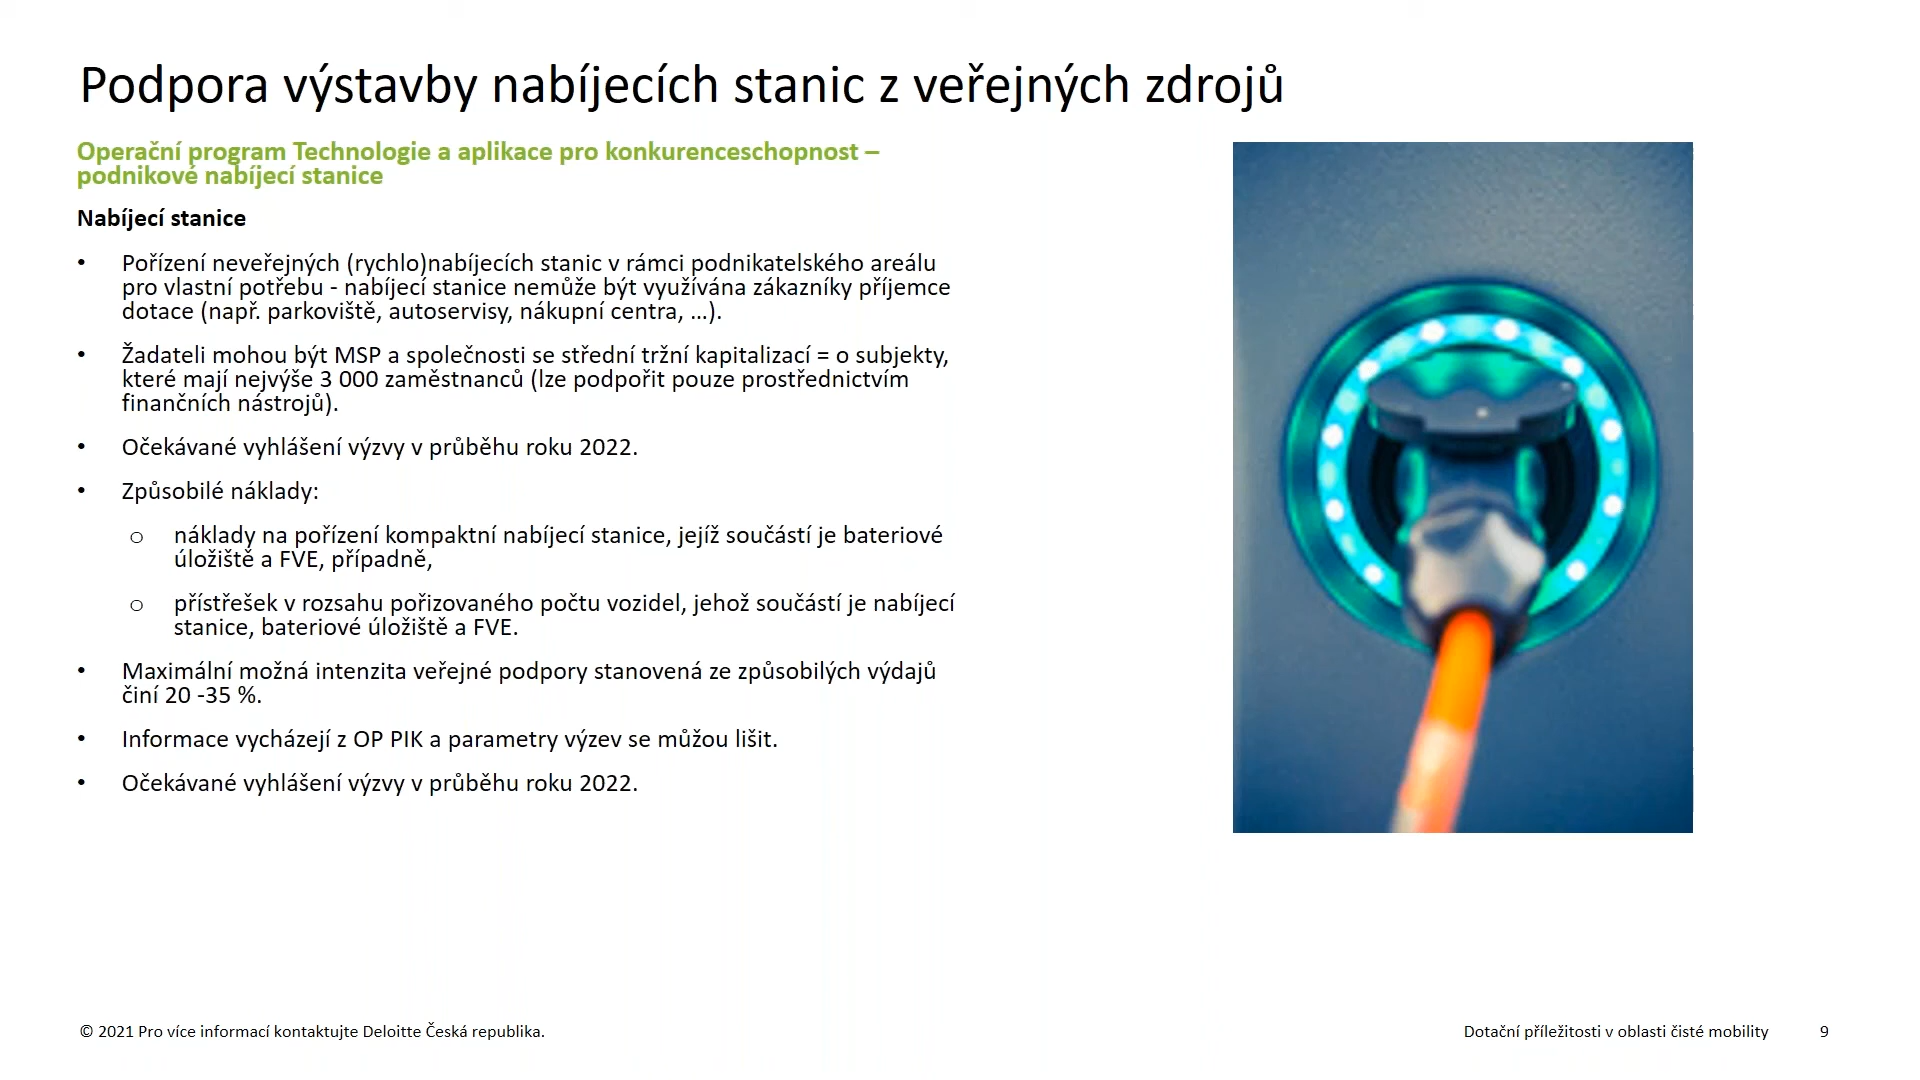 Podpora výstavby nabíjecích stanic z veřejných zdrojů
Operační program Technologie a aplikace pro konkurenceschopnost –
podnikové nabíjecí stanice
Nabíjecí stanice
• Pořízení neveřejných (rychlo)nabíjecích stanic v rámci podnikatelského areálu
pro vlastní potřebu - nabíjecí stanice nemůže být využívána zákazníky příjemce
dotace (např. parkoviště, autoservisy, nákupní centra, …).
• Žadateli mohou být MSP a společnosti se střední tržní kapitalizací = o subjekty,
které mají nejvýše 3 000 zaměstnanců (lze podpořit pouze prostřednictvím
finančních nástrojů).
• Očekávané vyhlášení výzvy v průběhu roku 2022.
• Způsobilé náklady:
o náklady na pořízení kompaktní nabíjecí stanice, jejíž součástí je bateriové
úložiště a FVE, případně,
o přístřešek v rozsahu pořizovaného počtu vozidel, jehož součástí je nabíjecí
stanice, bateriové úložiště a FVE.
• Maximální možná intenzita veřejné podpory stanovená ze způsobilých výdajů
činí 20 -35 %.
• Informace vycházejí z OP PIK a parametry výzev se můžou lišit.
• Očekávané vyhlášení výzvy v průběhu roku 2022.
© 2021 Pro více informací kontaktujte Deloitte Česká republika.
Dotační příležitosti v oblasti čisté mobility 9